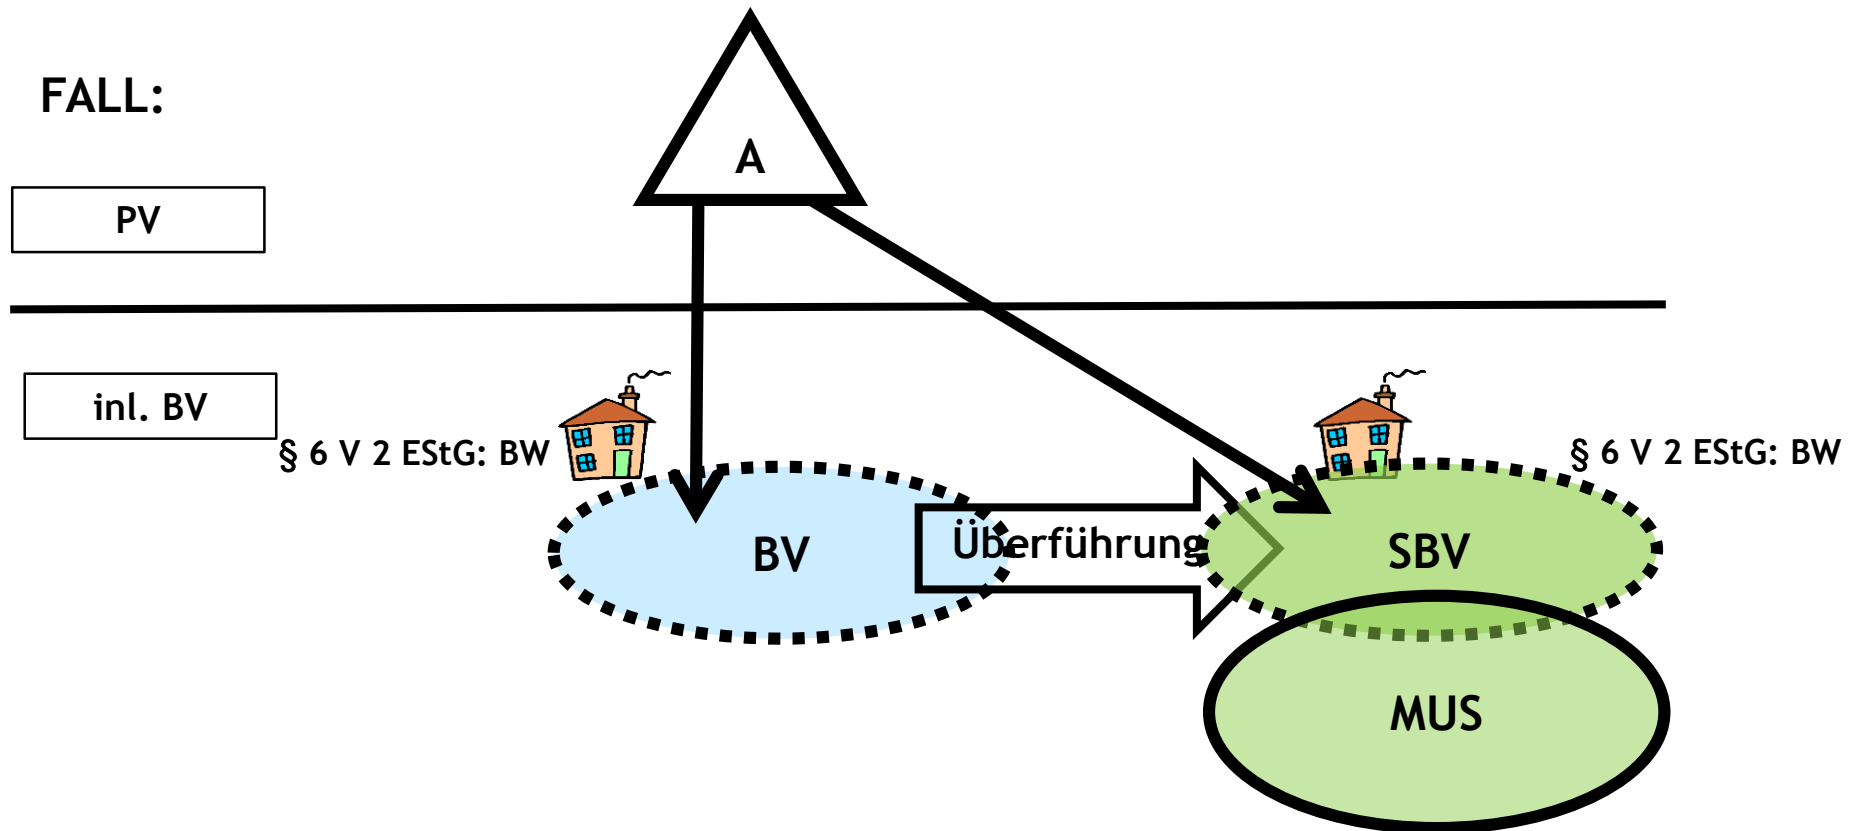 FALL:
A
PV
inl. BV
§ 6 V 2 EStG: BW
§ 6 V 2 EStG: BW
BV
Überführung
SBV
MUS